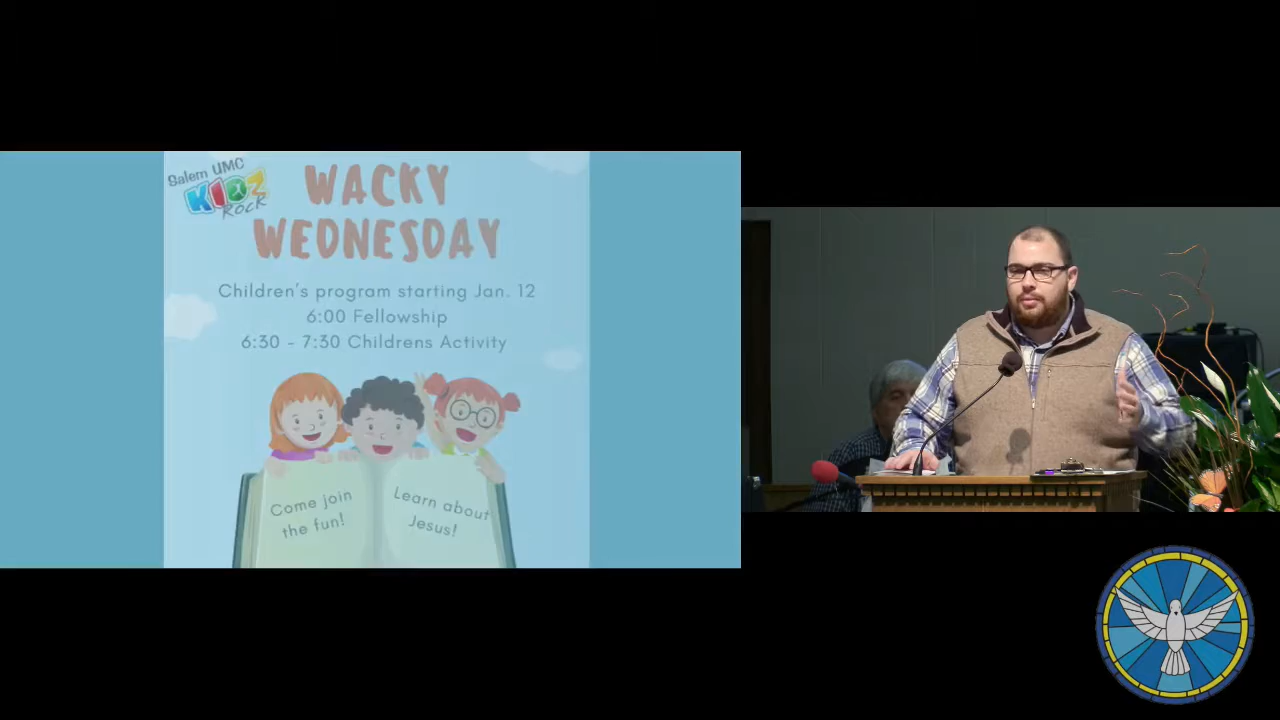 Salem UMC
KIDZ
ROCK
WACKY
WEDNESDAY
Children's program starting Jan. 12
6:00 Fellowship
6:30 - 7:30 Childrens Activity
Come join
the fun!
Learn about
Jesus!